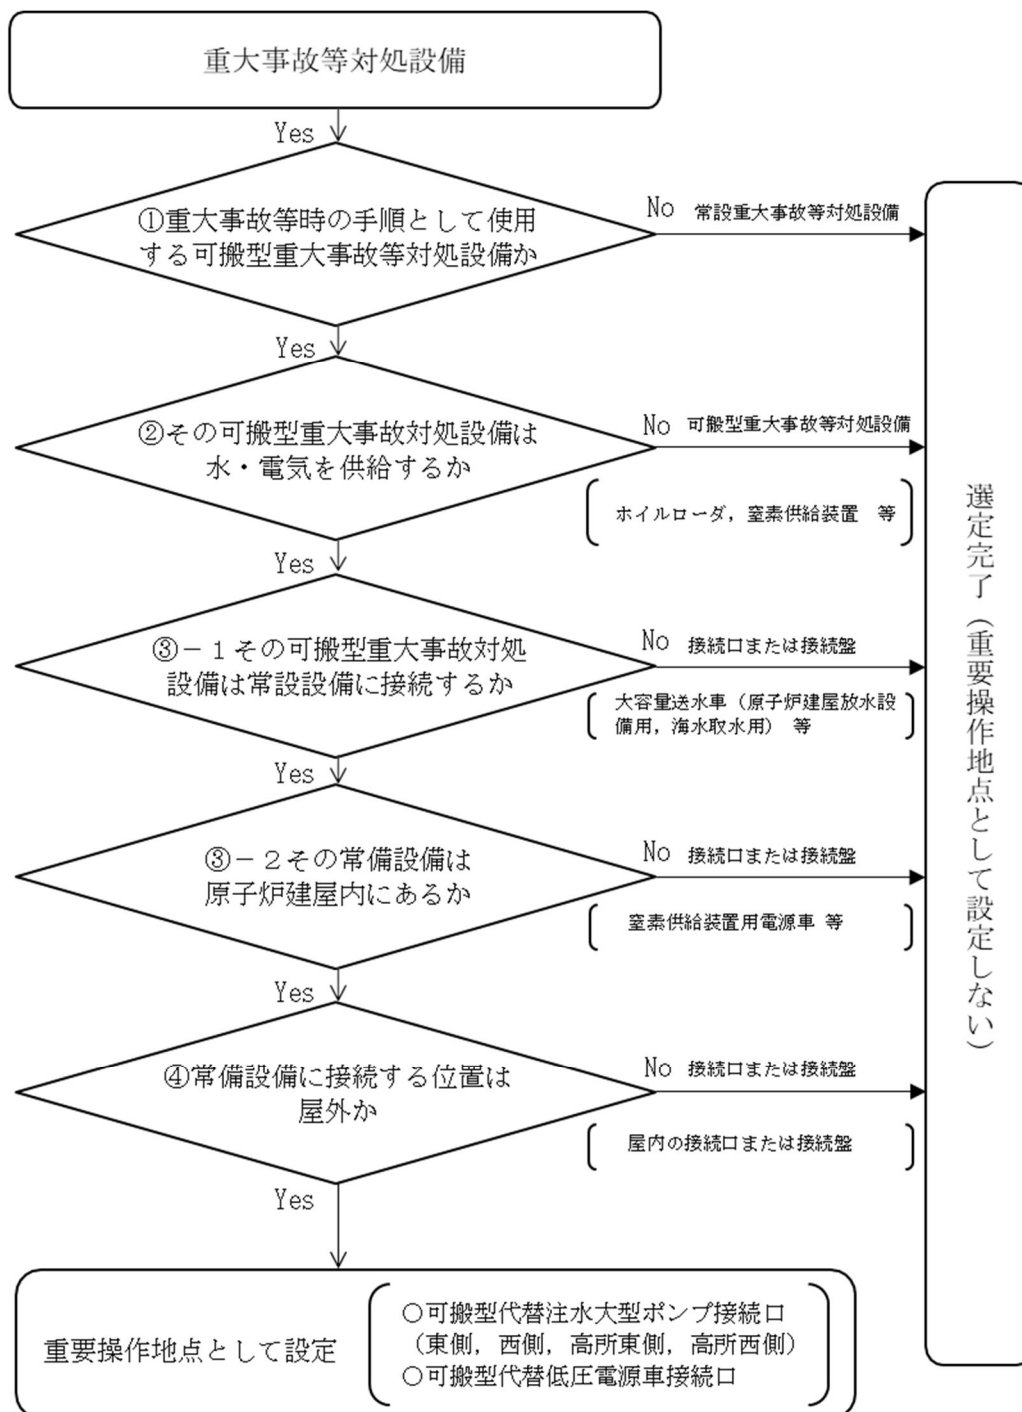 重大事故等対処設備
Yes
①重大事故等時の手順として使用
する可搬型重大事故等対処設備か
No 常設重大事故等対処設備
Yes
②その可搬型重大事故対処設備は
水・電気を供給するか
No 可搬型重大事故等対処設備
ホイルローダ，窒素供給装置 等
Yes
③－１その可搬型重大事故対処
設備は常設設備に接続するか
No 接続口または接続盤
大容量送水車（原子炉建屋放水設
備用，海水取水用） 等
Yes
③－２その常備設備は
原子炉建屋内にあるか
No 接続口または接続盤
窒素供給装置用電源車 等
Yes
④常備設備に接続する位置は
屋外か
No 接続口または接続盤
屋内の接続口または接続盤
Yes
重要操作地点として設定
○可搬型代替注水大型ポンプ接続口
（東側，西側，高所東側，高所西側）
○可搬型代替低圧電源車接続口
選定完了（重要操作地点として設定しない）